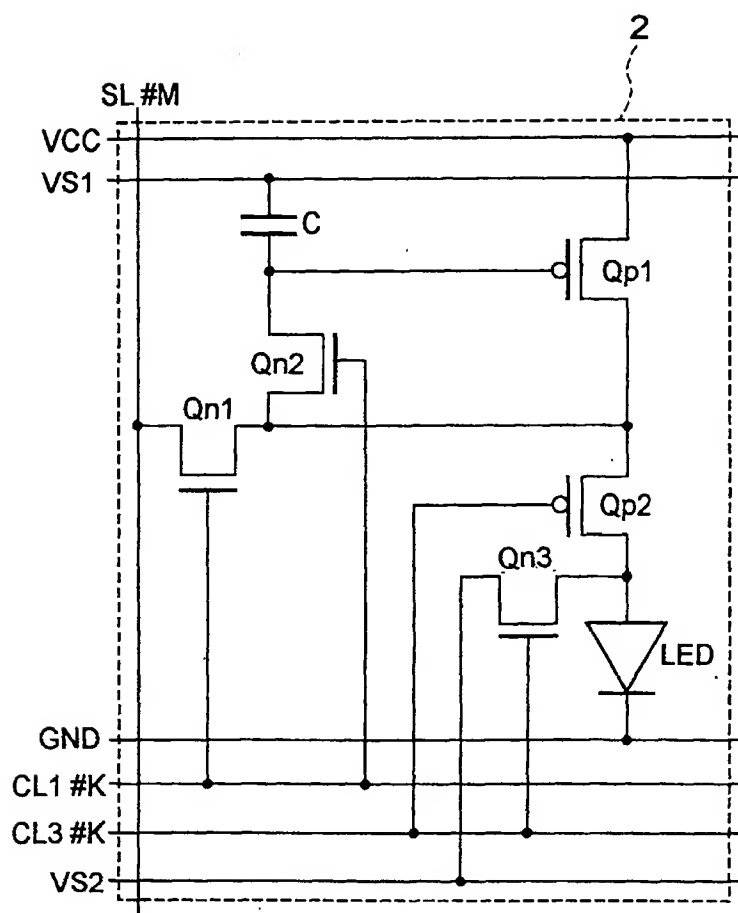 2
SL #M
VCC
VS1
C
Qp1
Qn2
Qn1
Qp2
Qn3
LED
GND
CL1 #K
CL3 #K
VS2